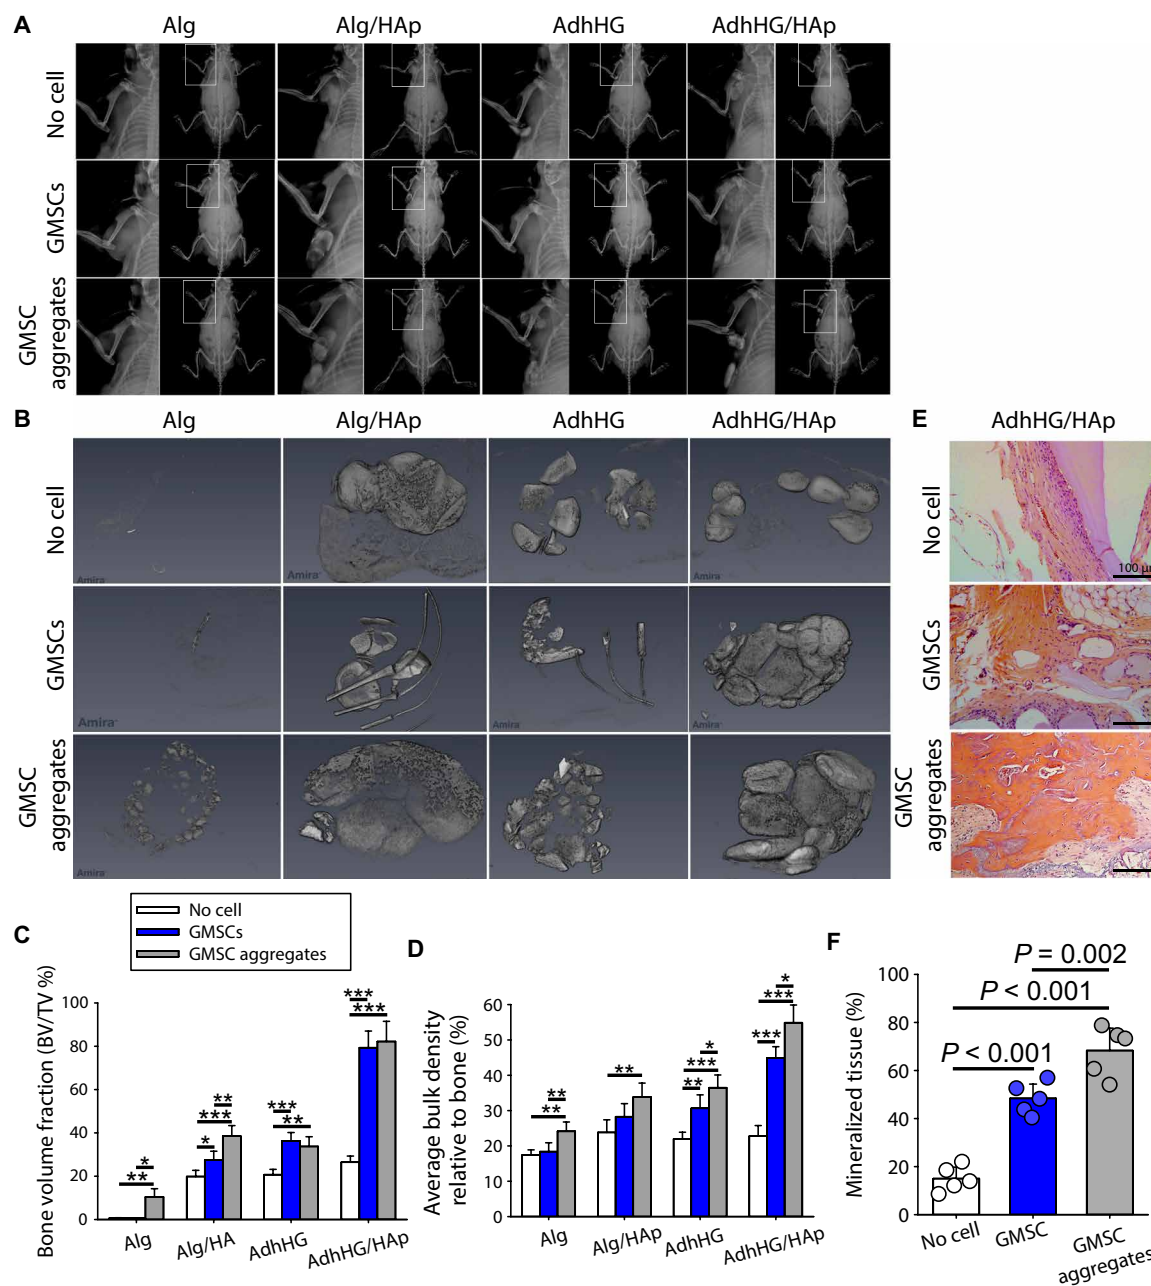 A
Alg
Alg/HAp
AdhHG
AdhHG/HAp
No cell
GMSCs
GMSC
aggregates
B
Alg
Alg/HAp
AdhHG
AdhHG/HAp
No cell
GMSCs
GMSC
aggregates
Amira
Amira
Amira
Amira
E
AdhHG/HAp
No cell
GMSCs
GMSC
aggregates
100 μ
No cell
GMSCs
GMSC aggregates
C
Bone volume fraction (BV/TV %)
100
80
60
40
20
0
*
**
*
***
**
***
**
***
***
Alg
Alg/HA
AdhHG
AdhHG/HAp
D
Average bulk density
relative to bone (%)
60
50
40
30
20
10
0
**
**
**
*
***
**
*
***
***
Alg
Alg/HAp
AdhHG
AdhHG/HAp
F
Mineralized tissue (%)
100
80
60
40
20
0
P = 0.002
P < 0.001
P < 0.001
No cell
GMSC
GMSC
aggregates